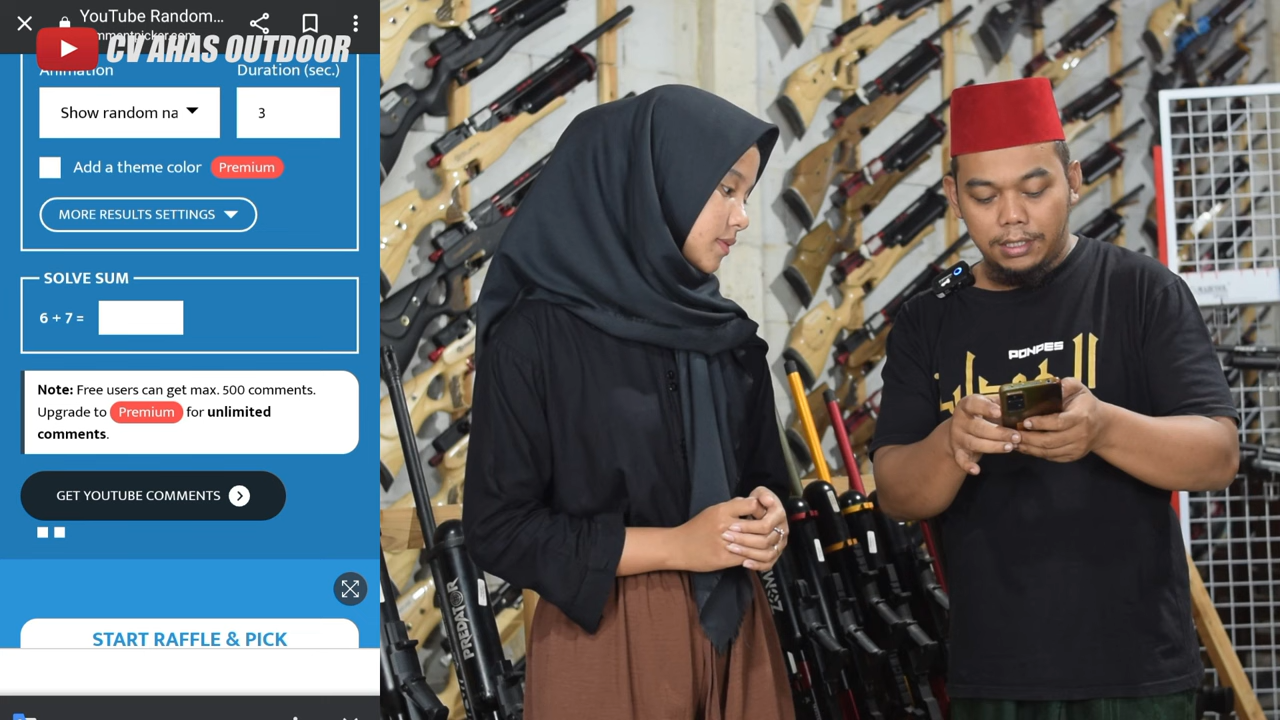 YouTube Random...
CV AHAS OUTDOOR
Animation
Duration (sec.)
Show random na
3
Add a theme color Premium
MORE RESULTS SETTINGS
SOLVE SUM
6 + 7 =
Note: Free users can get max. 500 comments.
Upgrade to Premium for unlimited
comments.
GET YOUTUBE COMMENTS
START RAFFLE & PICK
PONPES
PREDATOR